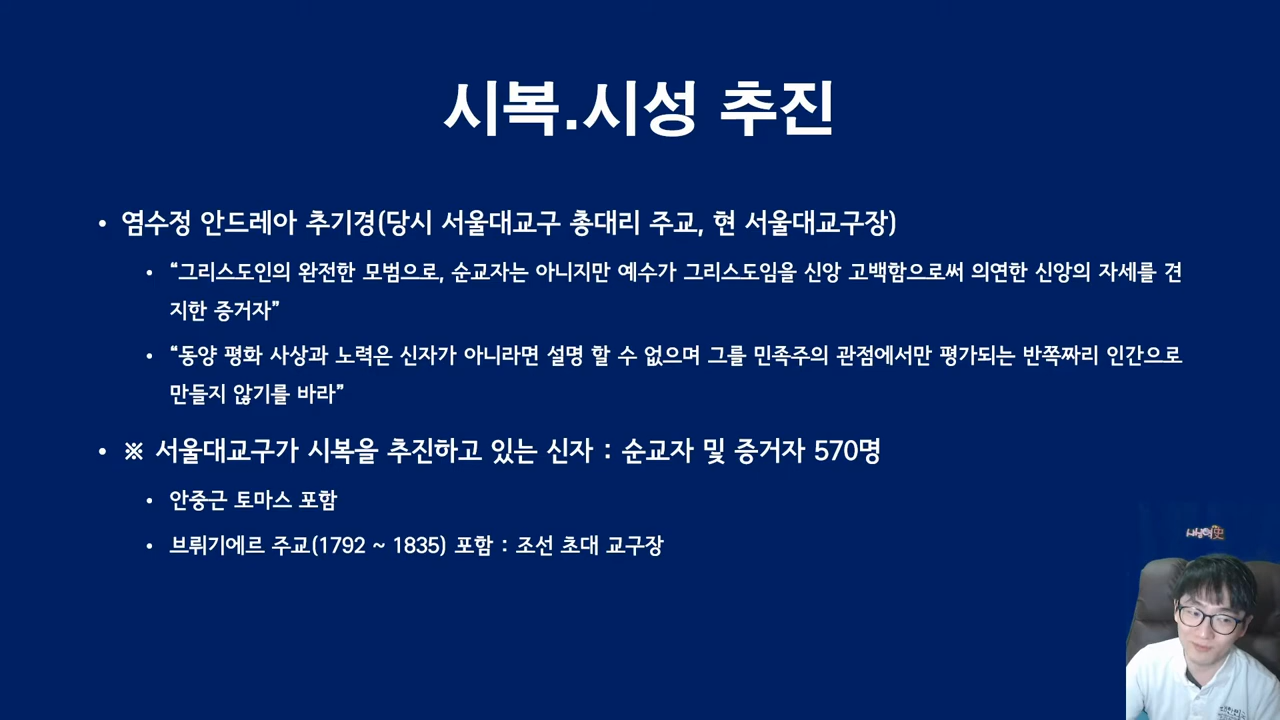 시복.시성 추진
• 염수정 안드레아 추기경(당시 서울대교구 총대리 주교, 현 서울대교구장)
• “그리스도인의 완전한 모범으로, 순교자는 아니지만 예수가 그리스도임을 신앙 고백함으로써 의연한 신앙의 자세를 견
지한 증거자”
• “동양 평화 사상과 노력은 신자가 아니라면 설명 할 수 없으며 그를 민족주의 관점에서만 평가되는 반쪽짜리 인간으로
만들지 않기를 바라”
• ※ 서울대교구가 시복을 추진하고 있는 신자 : 순교자 및 증거자 570명
• 안중근 토마스 포함
• 브뤼기에르 주교(1792 ~ 1835) 포함 : 조선 초대 교구장